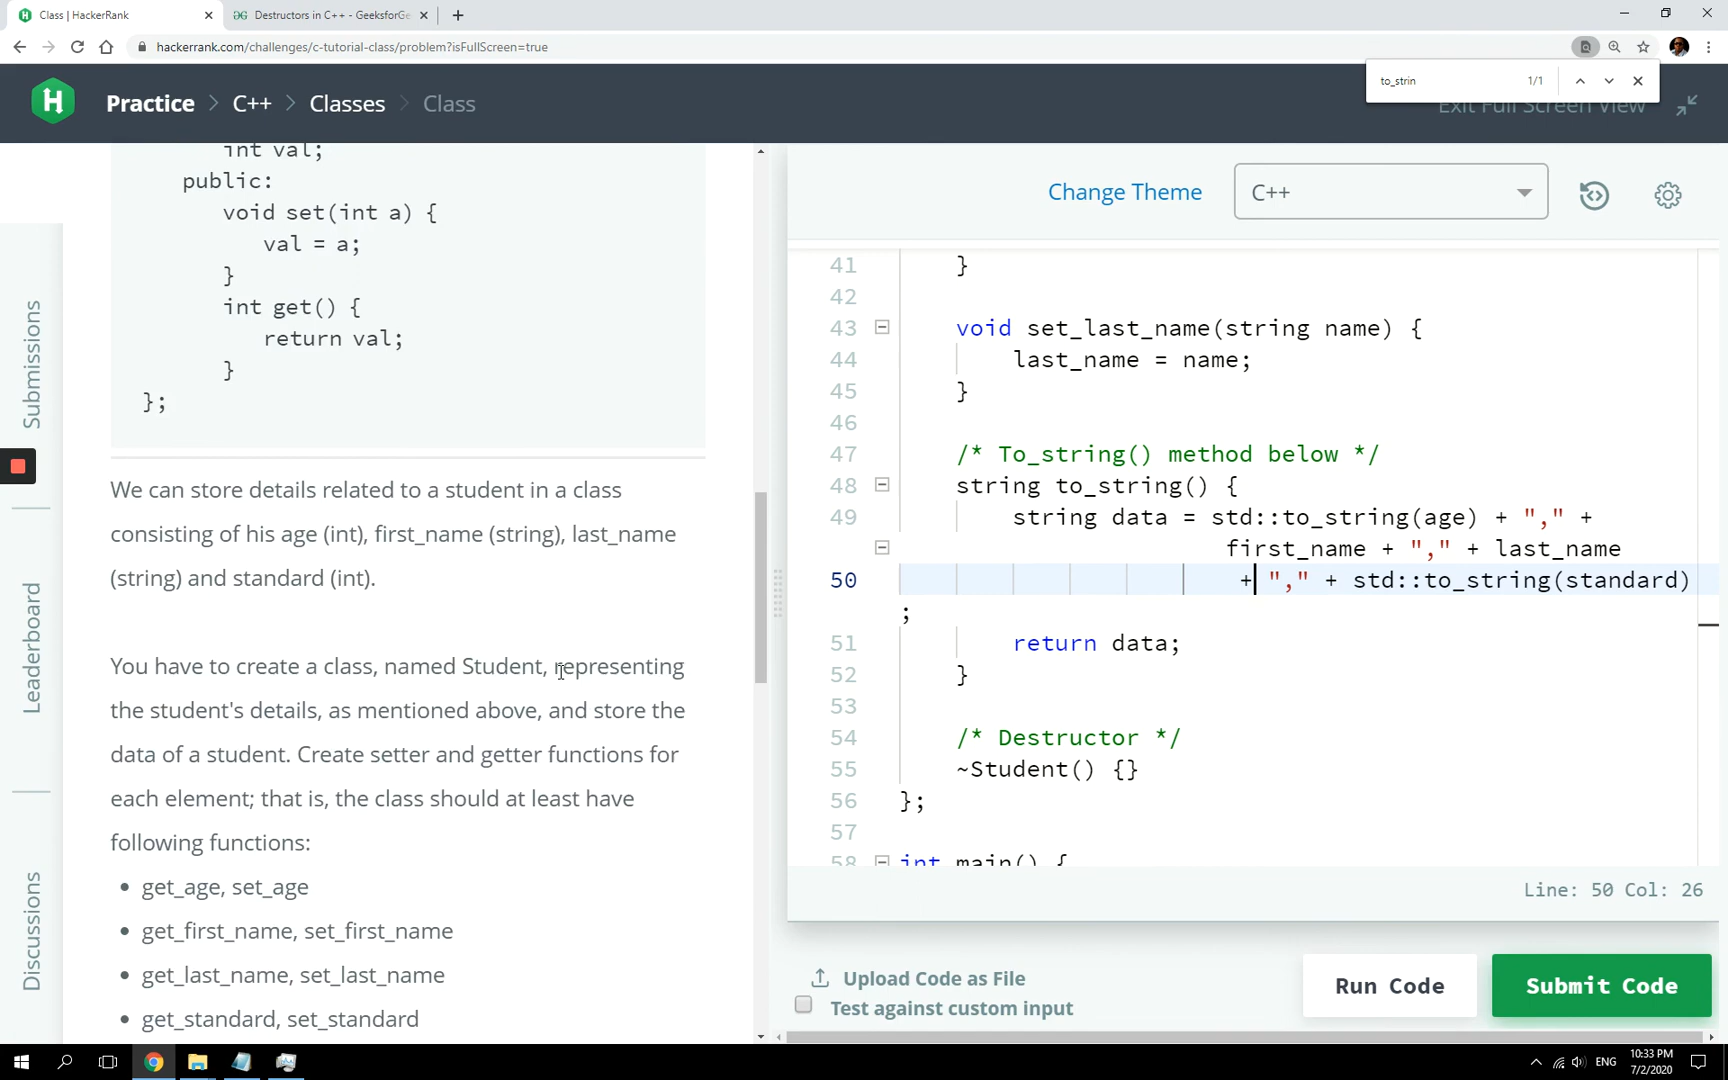 Class | HackerRank
Destructors in C++ - GeeksforGe
hackerrank.com/challenges/c-tutorial-class/problem?isFullScreen=true
to_strin 1/1
Practice > C++ > Classes > Class
Exit Full Screen View
int val;
public:
void set(int a) {
val = a;
}
int get() {
return val;
}
};
We can store details related to a student in a class
consisting of his age (int), first_name (string), last_name
(string) and standard (int).
You have to create a class, named Student, representing
the student's details, as mentioned above, and store the
data of a student. Create setter and getter functions for
each element; that is, the class should at least have
following functions:
• get_age, set_age
• get_first_name, set_first_name
• get_last_name, set_last_name
• get_standard, set_standard
Submissions
Leaderboard
Discussions
Change Theme
C++
41 }
42
43 void set_last_name(string name) {
44 last_name = name;
45 }
46
47 /* To_string() method below */
48 string to_string() {
49 string data = std::to_string(age) + "," +
first_name + "," + last_name
50 + "," + std::to_string(standard)
;
51 return data;
52 }
53
54 /* Destructor */
55 ~Student() {}
56 };
57
58 int main() {
Line: 50 Col: 26
Upload Code as File
Test against custom input
Run Code
Submit Code
ENG
10:33 PM
7/2/2020